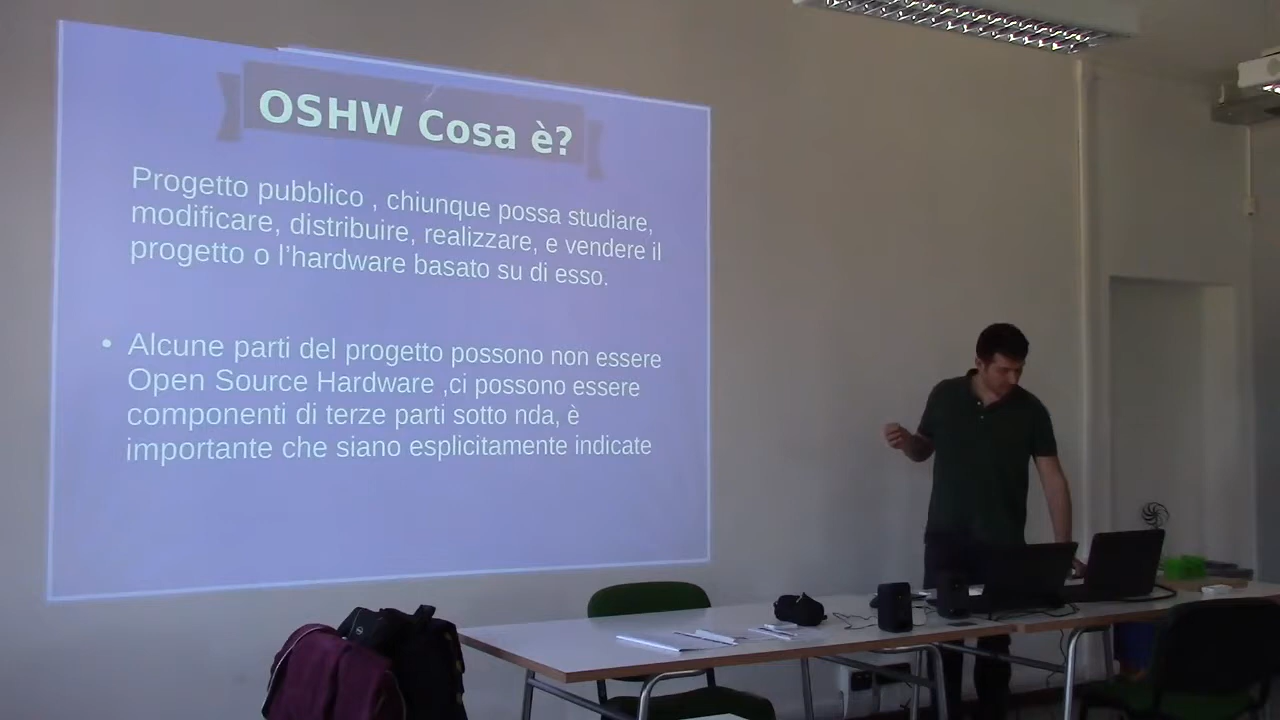 OSHW Cosa è?
Progetto pubblico , chiunque possa studiare,
modificare, distribuire, realizzare, e vendere il
progetto o l’hardware basato su di esso.
• Alcune parti del progetto possono non essere
Open Source Hardware ,ci possono essere
componenti di terze parti sotto nda, è
importante che siano esplicitamente indicate